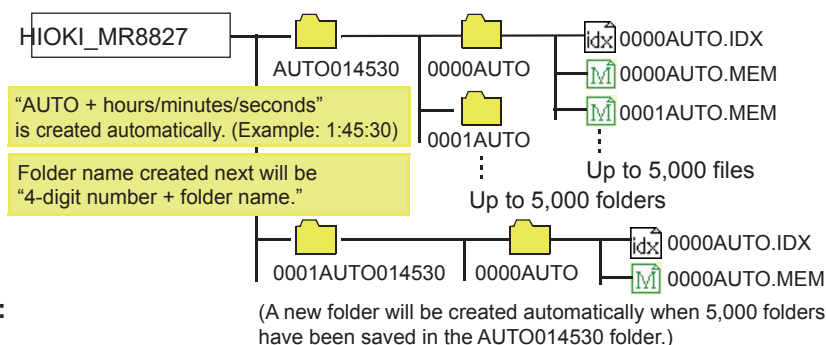 HIOKI_MR8827
AUTO014530
0000AUTO
idx 0000AUTO.IDX
M 0000AUTO.MEM
M 0001AUTO.MEM
0001AUTO
“AUTO + hours/minutes/seconds”
is created automatically. (Example: 1:45:30)
Folder name created next will be
“4-digit number + folder name.”
Up to 5,000 files
Up to 5,000 folders
0001AUTO014530
0000AUTO
idx 0000AUTO.IDX
M 0000AUTO.MEM
:
(A new folder will be created automatically when 5,000 folders
have been saved in the AUTO014530 folder.)